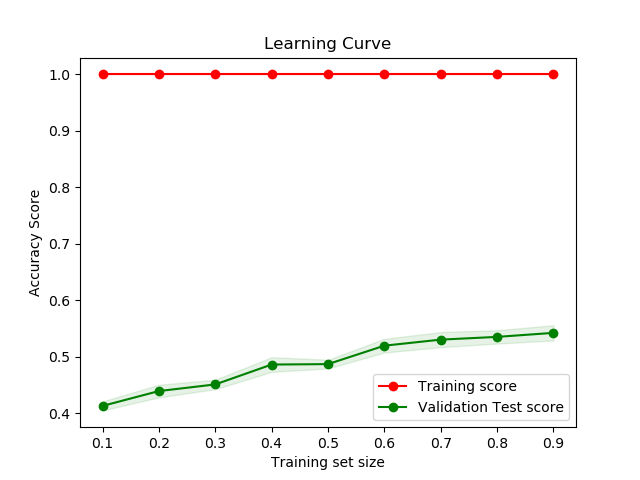 Learning Curve
1.0
0.9
0.8
0.7
0.6
0.5
0.4
Accuracy Score
0.1 0.2 0.3 0.4 0.5 0.6 0.7 0.8 0.9
Training set size
Training score
Validation Test score